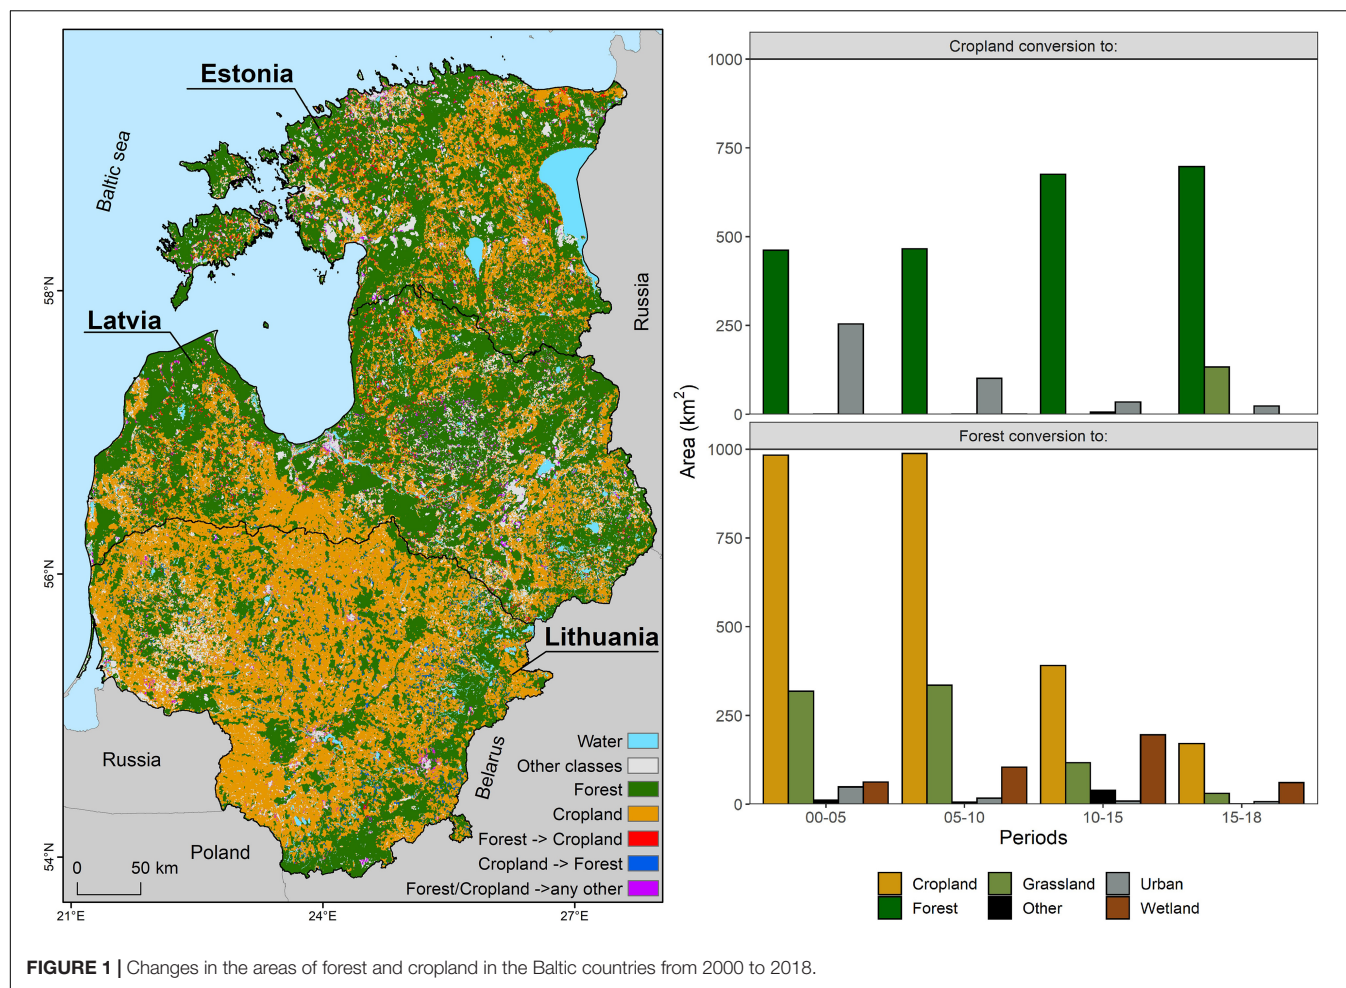 Estonia
Baltic sea
58°N
Latvia
Russia
56°N
Lithuania
Belarus
Russia
Poland
54°N
0 50 km
21°E 24°E 27°E
Water
Other classes
Forest
Cropland
Forest -> Cropland
Cropland -> Forest
Forest/Cropland ->any other
Cropland conversion to:
1000
750
500
250
0
Area (km²)
Forest conversion to:
1000
750
500
250
0
00-05 05-10 10-15 15-18
Periods
Cropland Grassland Urban
Forest Other Wetland
FIGURE 1 | Changes in the areas of forest and cropland in the Baltic countries from 2000 to 2018.